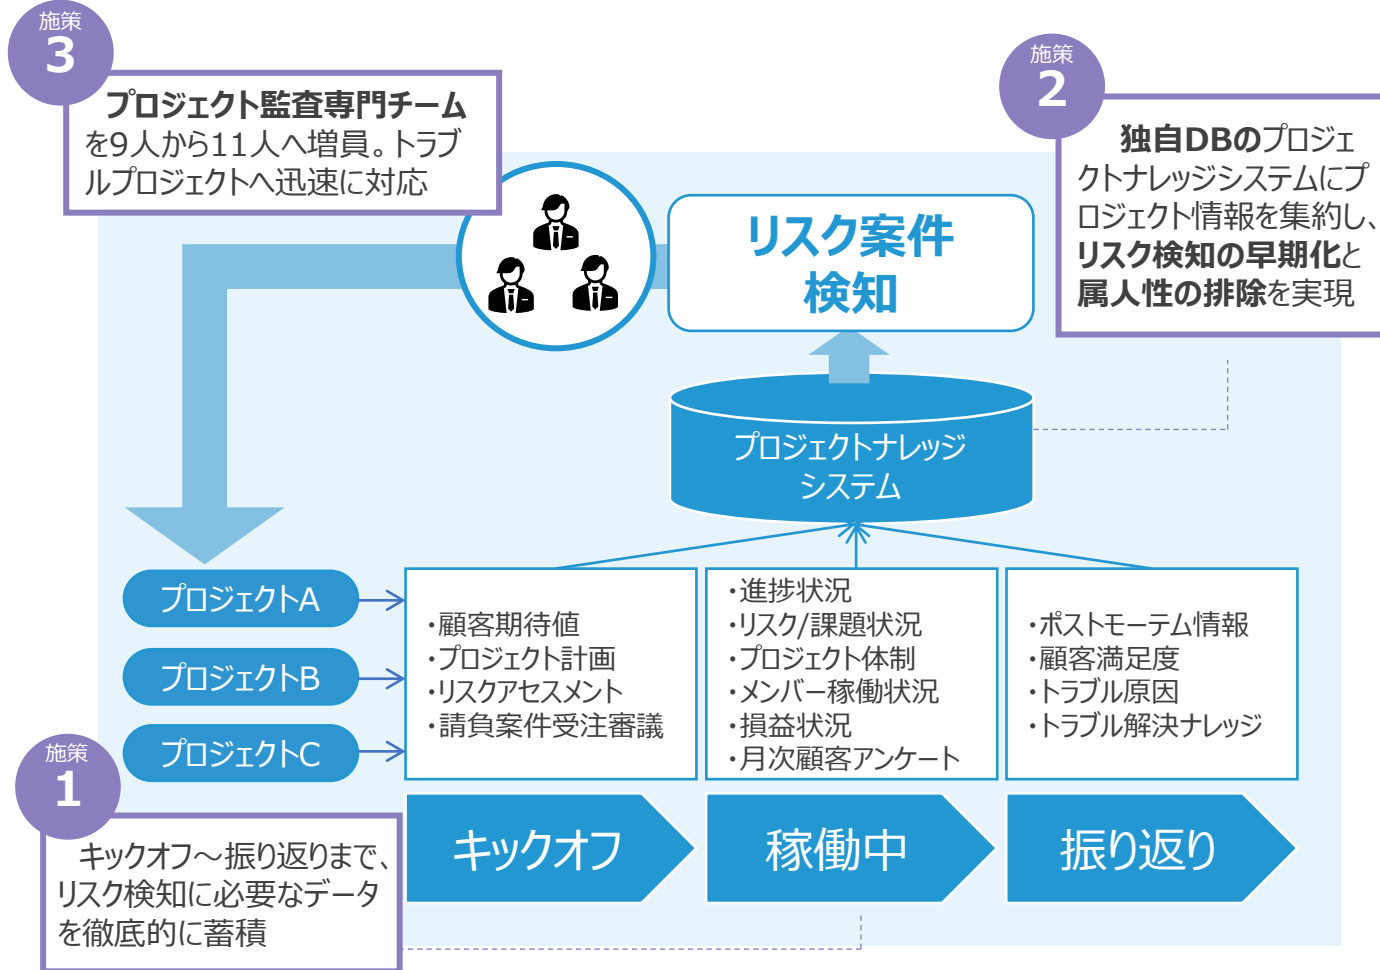 施策
3
プロジェクト監査専門チーム
を9人から11人へ増員。トラブ
ルプロジェクトへ迅速に対応
施策
2
独自DBのプロジェ
クトナレッジシステムにプ
ロジェクト情報を集約し、
リスク検知の早期化と
属人性の排除を実現
リスク案件
検知
プロジェクトナレッジ
システム
プロジェクトA
プロジェクトB
プロジェクトC
・顧客期待値
・プロジェクト計画
・リスクアセスメント
・請負案件受注審議
・進捗状況
・リスク/課題状況
・プロジェクト体制
・メンバー稼働状況
・損益状況
・月次顧客アンケート
・ポストモーテム情報
・顧客満足度
・トラブル原因
・トラブル解決ナレッジ
施策
1
キックオフ～振り返りまで、
リスク検知に必要なデータ
を徹底的に蓄積
キックオフ
稼働中
振り返り